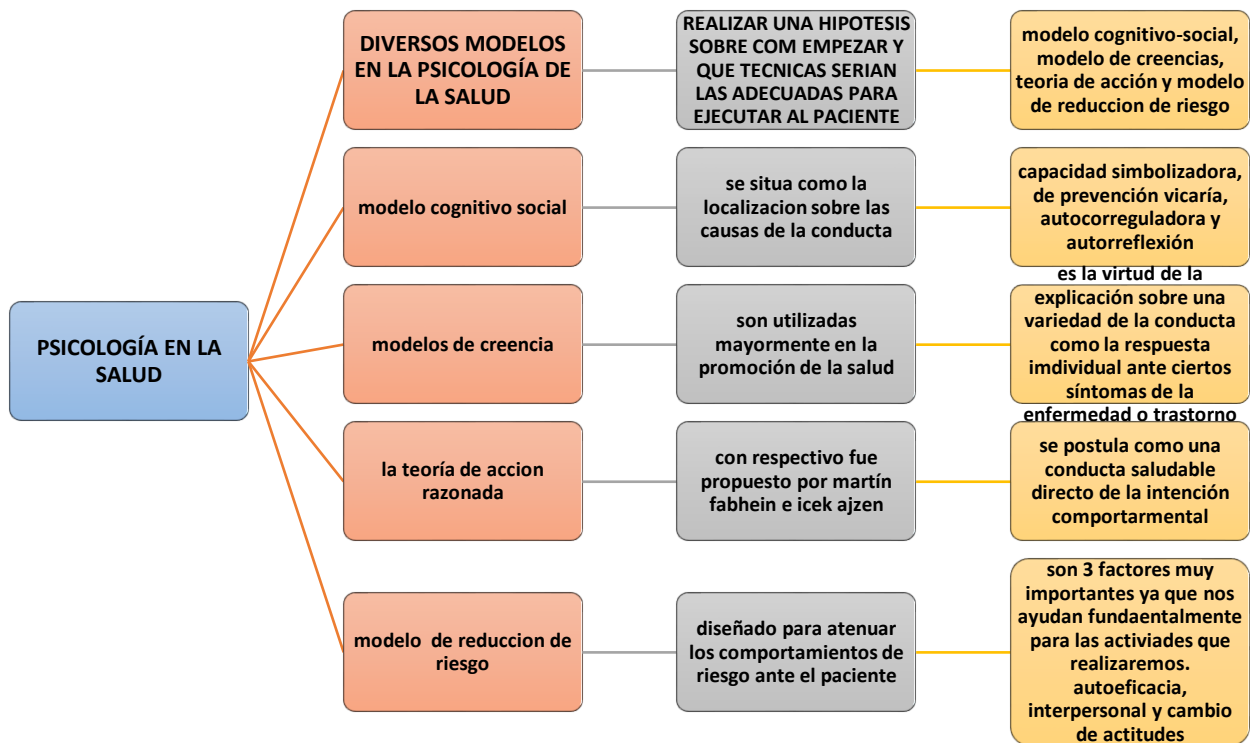 PSICOLOGÍA EN LA
SALUD
DIVERSOS MODELOS
EN LA PSICOLOGÍA DE
LA SALUD
REALIZAR UNA HIPOTESIS
SOBRE COM EMPEZAR Y
QUE TECNICAS SERIAN
LAS ADECUADAS PARA
EJECUTAR AL PACIENTE
modelo cognitivo-social,
modelo de creencias,
teoria de acción y modelo
de reduccion de riesgo
modelo cognitivo social
se situa como la
localizacion sobre las
causas de la conducta
capacidad simbolizadora,
de prevención vicaría,
autocorreguladora y
autorreflexión
modelos de creencia
son utilizadas
mayormente en la
promoción de la salud
es la virtud de la
explicación sobre una
variedad de la conducta
como la respuesta
imdividual ante ciertos
síntomas de la
enfermedad o trastorno
la teoría de accion
razonada
con respectivo fue
propuesto por martín
fabhein e icek ajzen
se postula como una
conducta saludable
directo de la intención
comportarmental
modelo  de reduccion de
riesgo
diseñado para atenuar
los comportamientos de
riesgo ante el paciente
son 3 factores muy
importantes ya que nos
ayudan fundaentalmente
para las activiades que
realizaremos.
autoeficacia,
interpersonal y cambio
de actitudes